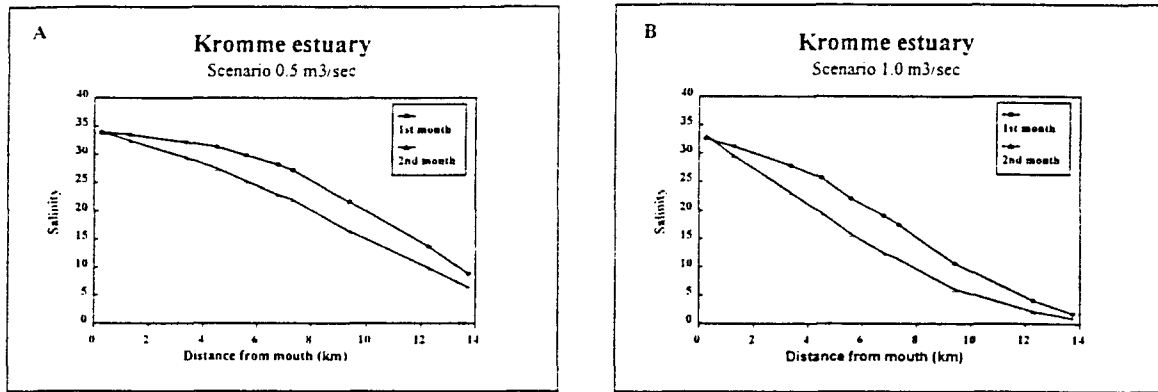 A
Kromme estuary
Scenario 0.5 m3/sec
40
35
30
25
20
15
10
5
0
Salinity
1st month
2nd month
0 2 4 6 8 10 12 14
Distance from mouth (km)
B
Kromme estuary
Scenario 1.0 m3/sec
40
35
30
25
20
15
10
5
0
Salinity
1st month
2nd month
0 2 4 6 8 10 12 14
Distance from mouth (km)